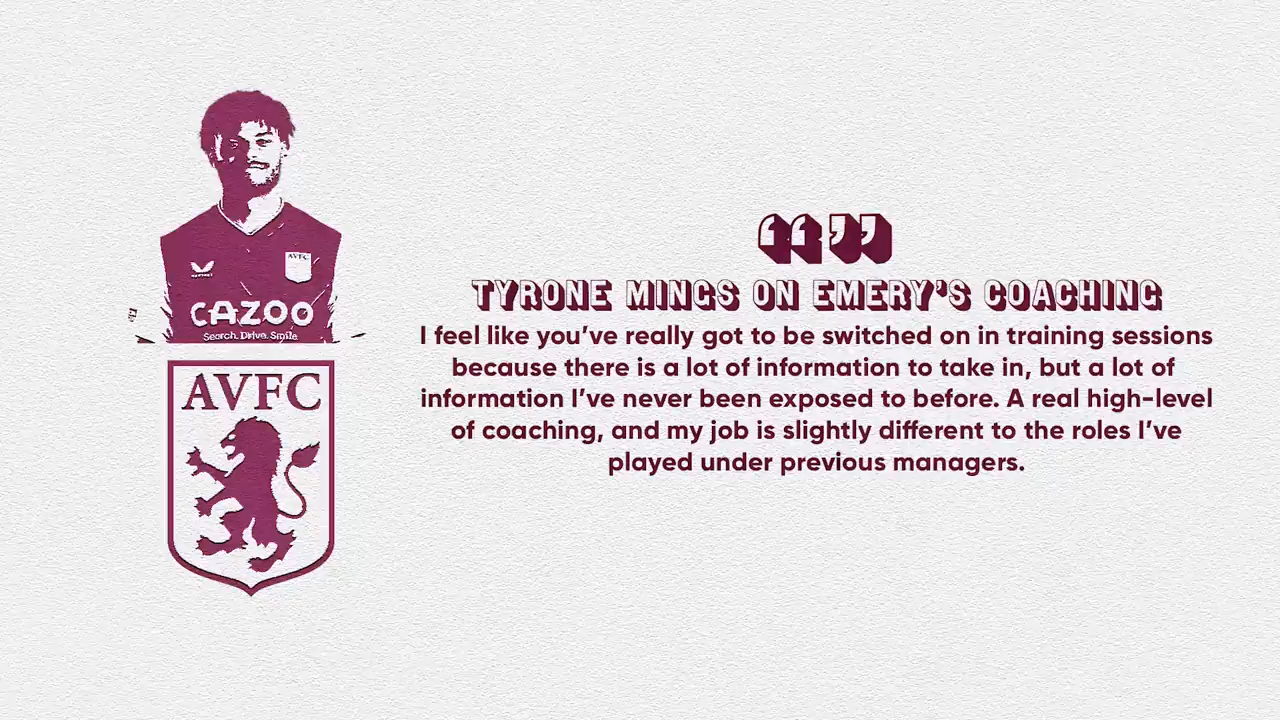 TYRONE MINGS ON EMERY'S COACHING
I feel like you've really got to be switched on in training sessions
because there is a lot of information to take in, but a lot of
information I've never been exposed to before. A real high-level
of coaching, and my job is slightly different to the roles I've
played under previous managers.
AVFC
CAZOO
Search. Drive. Smile.
AVFC